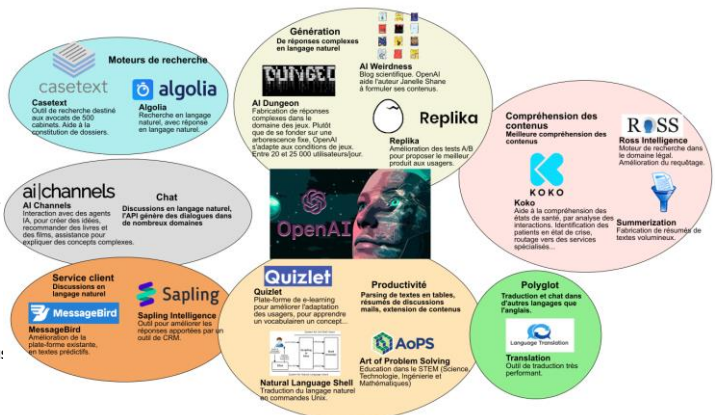 Moteurs de recherche
casetext
algolia
Casetext
Outil de recherche destiné
aux avocats de 500
cabinets. Aide à la
constitution de dossiers.
Algolia
Recherche en langage
naturel, avec réponse
en langage naturel.
Génération
De réponses complexes
en langage naturel
AI Dungeon
Fabrication de réponses
complexes dans le
domaine des jeux. Plutôt
que de se fonder sur une
arborescence fixe, OpenAI
s'adapte aux conditions de jeux.
Entre 20 et 25 000 utilisateurs/jour.
AI Weirdness
Blog scientifique. OpenAI
aide l'auteur Janelle Shane
à formuler ses contenus.
Replika
Replika
Amélioration des tests A/B
pour proposer le meilleur
produit aux usagers.
Compréhension des
contenus
Meilleure compréhension des
contenus
KOKO
Koko
Aide à la compréhension des
états de santé, par analyse des
interactions. Identification des
patients en état de crise,
routage vers des services
spécialisés...
ROSS
Ross Intelligence
Moteur de recherche
dans le domaine légal.
Amélioration du requêtage.
Summerization
Fabrication de résumés de
textes volumineux.
ai|channels
AI Channels
Interaction avec des agents
IA, pour créer des idées,
recommander des livres et
des films, assistance pour
expliquer des concepts complexes.
Chat
Discussions en langage naturel,
l'API génère des dialogues dans
de nombreux domaines
OpenAI
Service client
Discussions en
langage naturel
MessageBird
MessageBird
Amélioration de la
plate-forme existante,
en textes prédictifs.
Sapling
Sapling Intelligence
Outil pour améliorer les
réponses apportées par un
outil de CRM.
Quizlet
Quizlet
Plate-forme de e-learning
pour améliorer l'adaptation
des usagers, pour apprendre
un vocabulaireen un concept...
Natural Language Shell
Traduction du langage naturel
en commandes Unix.
Productivité
Parsing de textes en tables,
résumés de discussions
mails, extension de contenus
AoPS
Art of Problem Solving
Education dans le STEM (Science,
Technologie, Ingénierie et
Mathématiques)
Polyglot
Traduction et chat dans
d'autres langages que
l'anglais.
Language Translation
Translation
Outil de traduction très
performant.